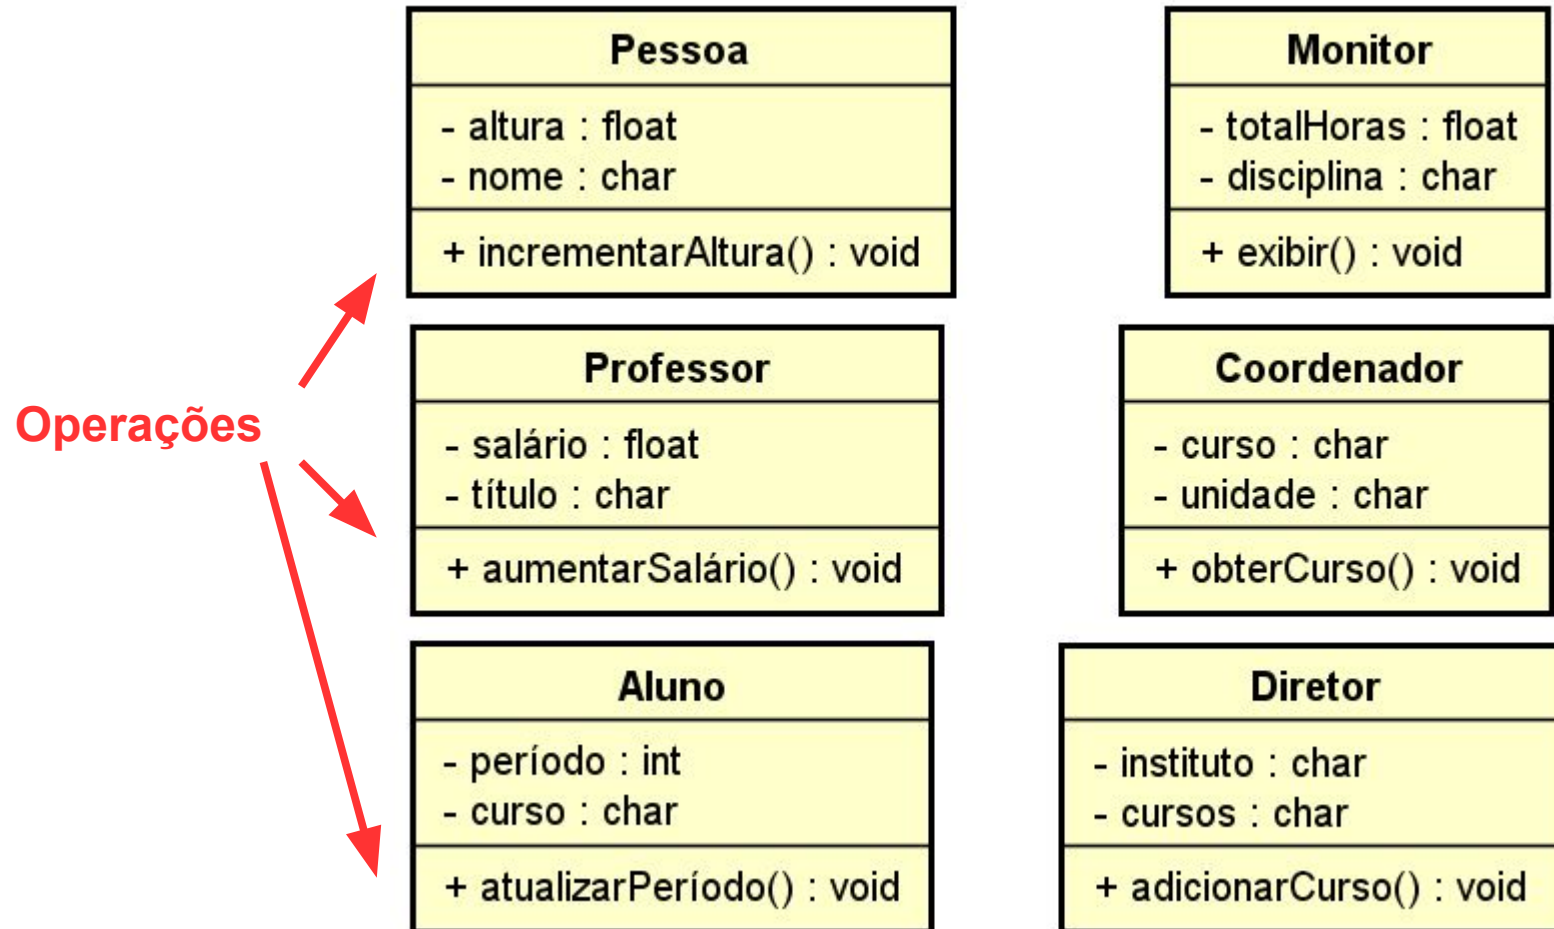 Operações
Pessoa
- altura : float
- nome : char
+ incrementarAltura() : void
Monitor
- totalHoras : float
- disciplina : char
+ exibir() : void
Professor
- salário : float
- título : char
+ aumentarSalário() : void
Coordenador
- curso : char
- unidade : char
+ obterCurso() : void
Aluno
- período : int
- curso : char
+ atualizarPeríodo() : void
Diretor
- instituto : char
- cursos : char
+ adicionarCurso() : void